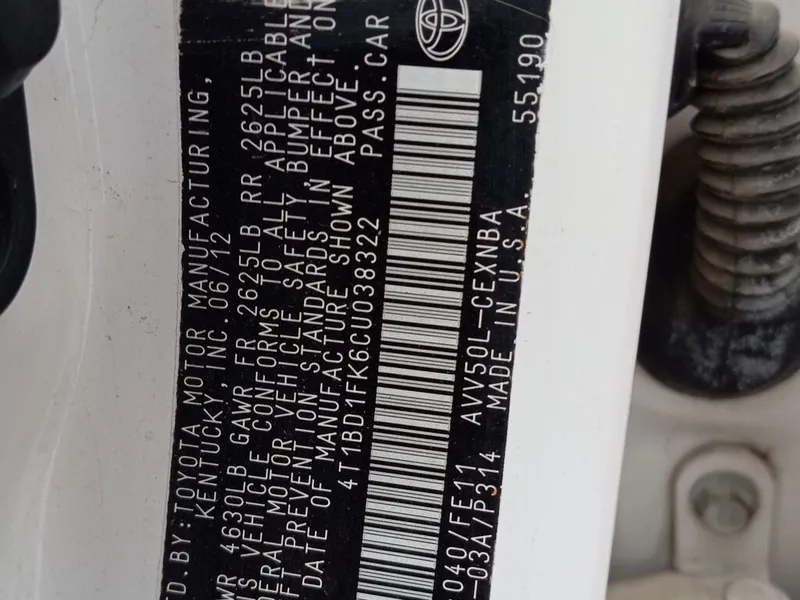 D.BY:TOYOTA MOTOR MANUFACTURING,
KENTUCKY, INC. 06/12
WR 4630LB GAWR FR 2625LB RR 2625LB
IS VEHICLE CONFORMS TO ALL APPLICABLE
DERAL MOTOR VEHICLE SAFETY, BUMPER AND
FT PREVENTION STANDARDS IN EFFECT ON
DATE OF MANUFACTURE SHOWN ABOVE.
4T1BD1FK6CU038322 PASS.CAR
040/FE11 AVV50L-CEXNBA
-03A/P314 MADE IN U.S.A. 55190